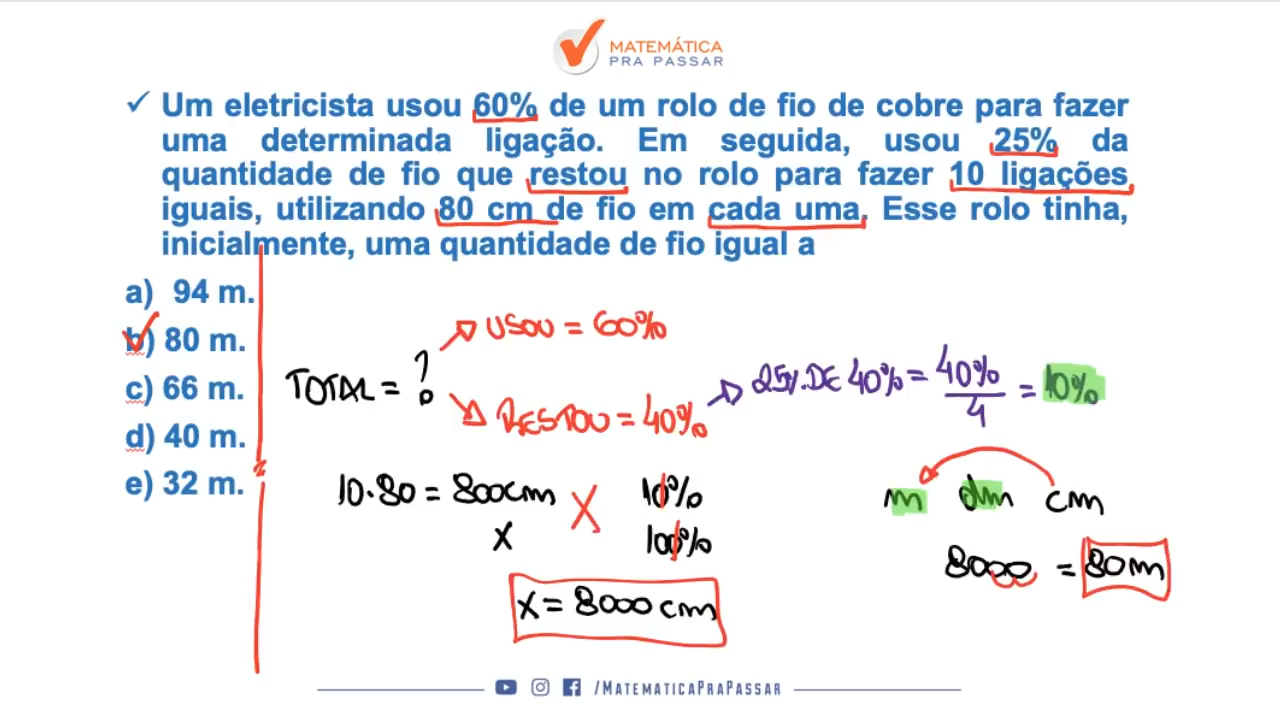 MATEMÁTICA
PRA PASSAR
✓ Um eletricista usou 60% de um rolo de fio de cobre para fazer
uma determinada ligação. Em seguida, usou 25% da
quantidade de fio que restou no rolo para fazer 10 ligações
iguais, utilizando 80 cm de fio em cada uma. Esse rolo tinha,
inicialmente, uma quantidade de fio igual a
a) 94 m.
b) 80 m.
c) 66 m.
d) 40 m.
e) 32 m.
USOU = 60%
TOTAL = ?
RESTOU = 40%
25%.DE 40% = 40%/4 = 10%
10.80 = 800cm X 10%
X 100%
X = 8000 cm
m dm cm
8000 = 80m
/MATEMATICAPRAPASSAR